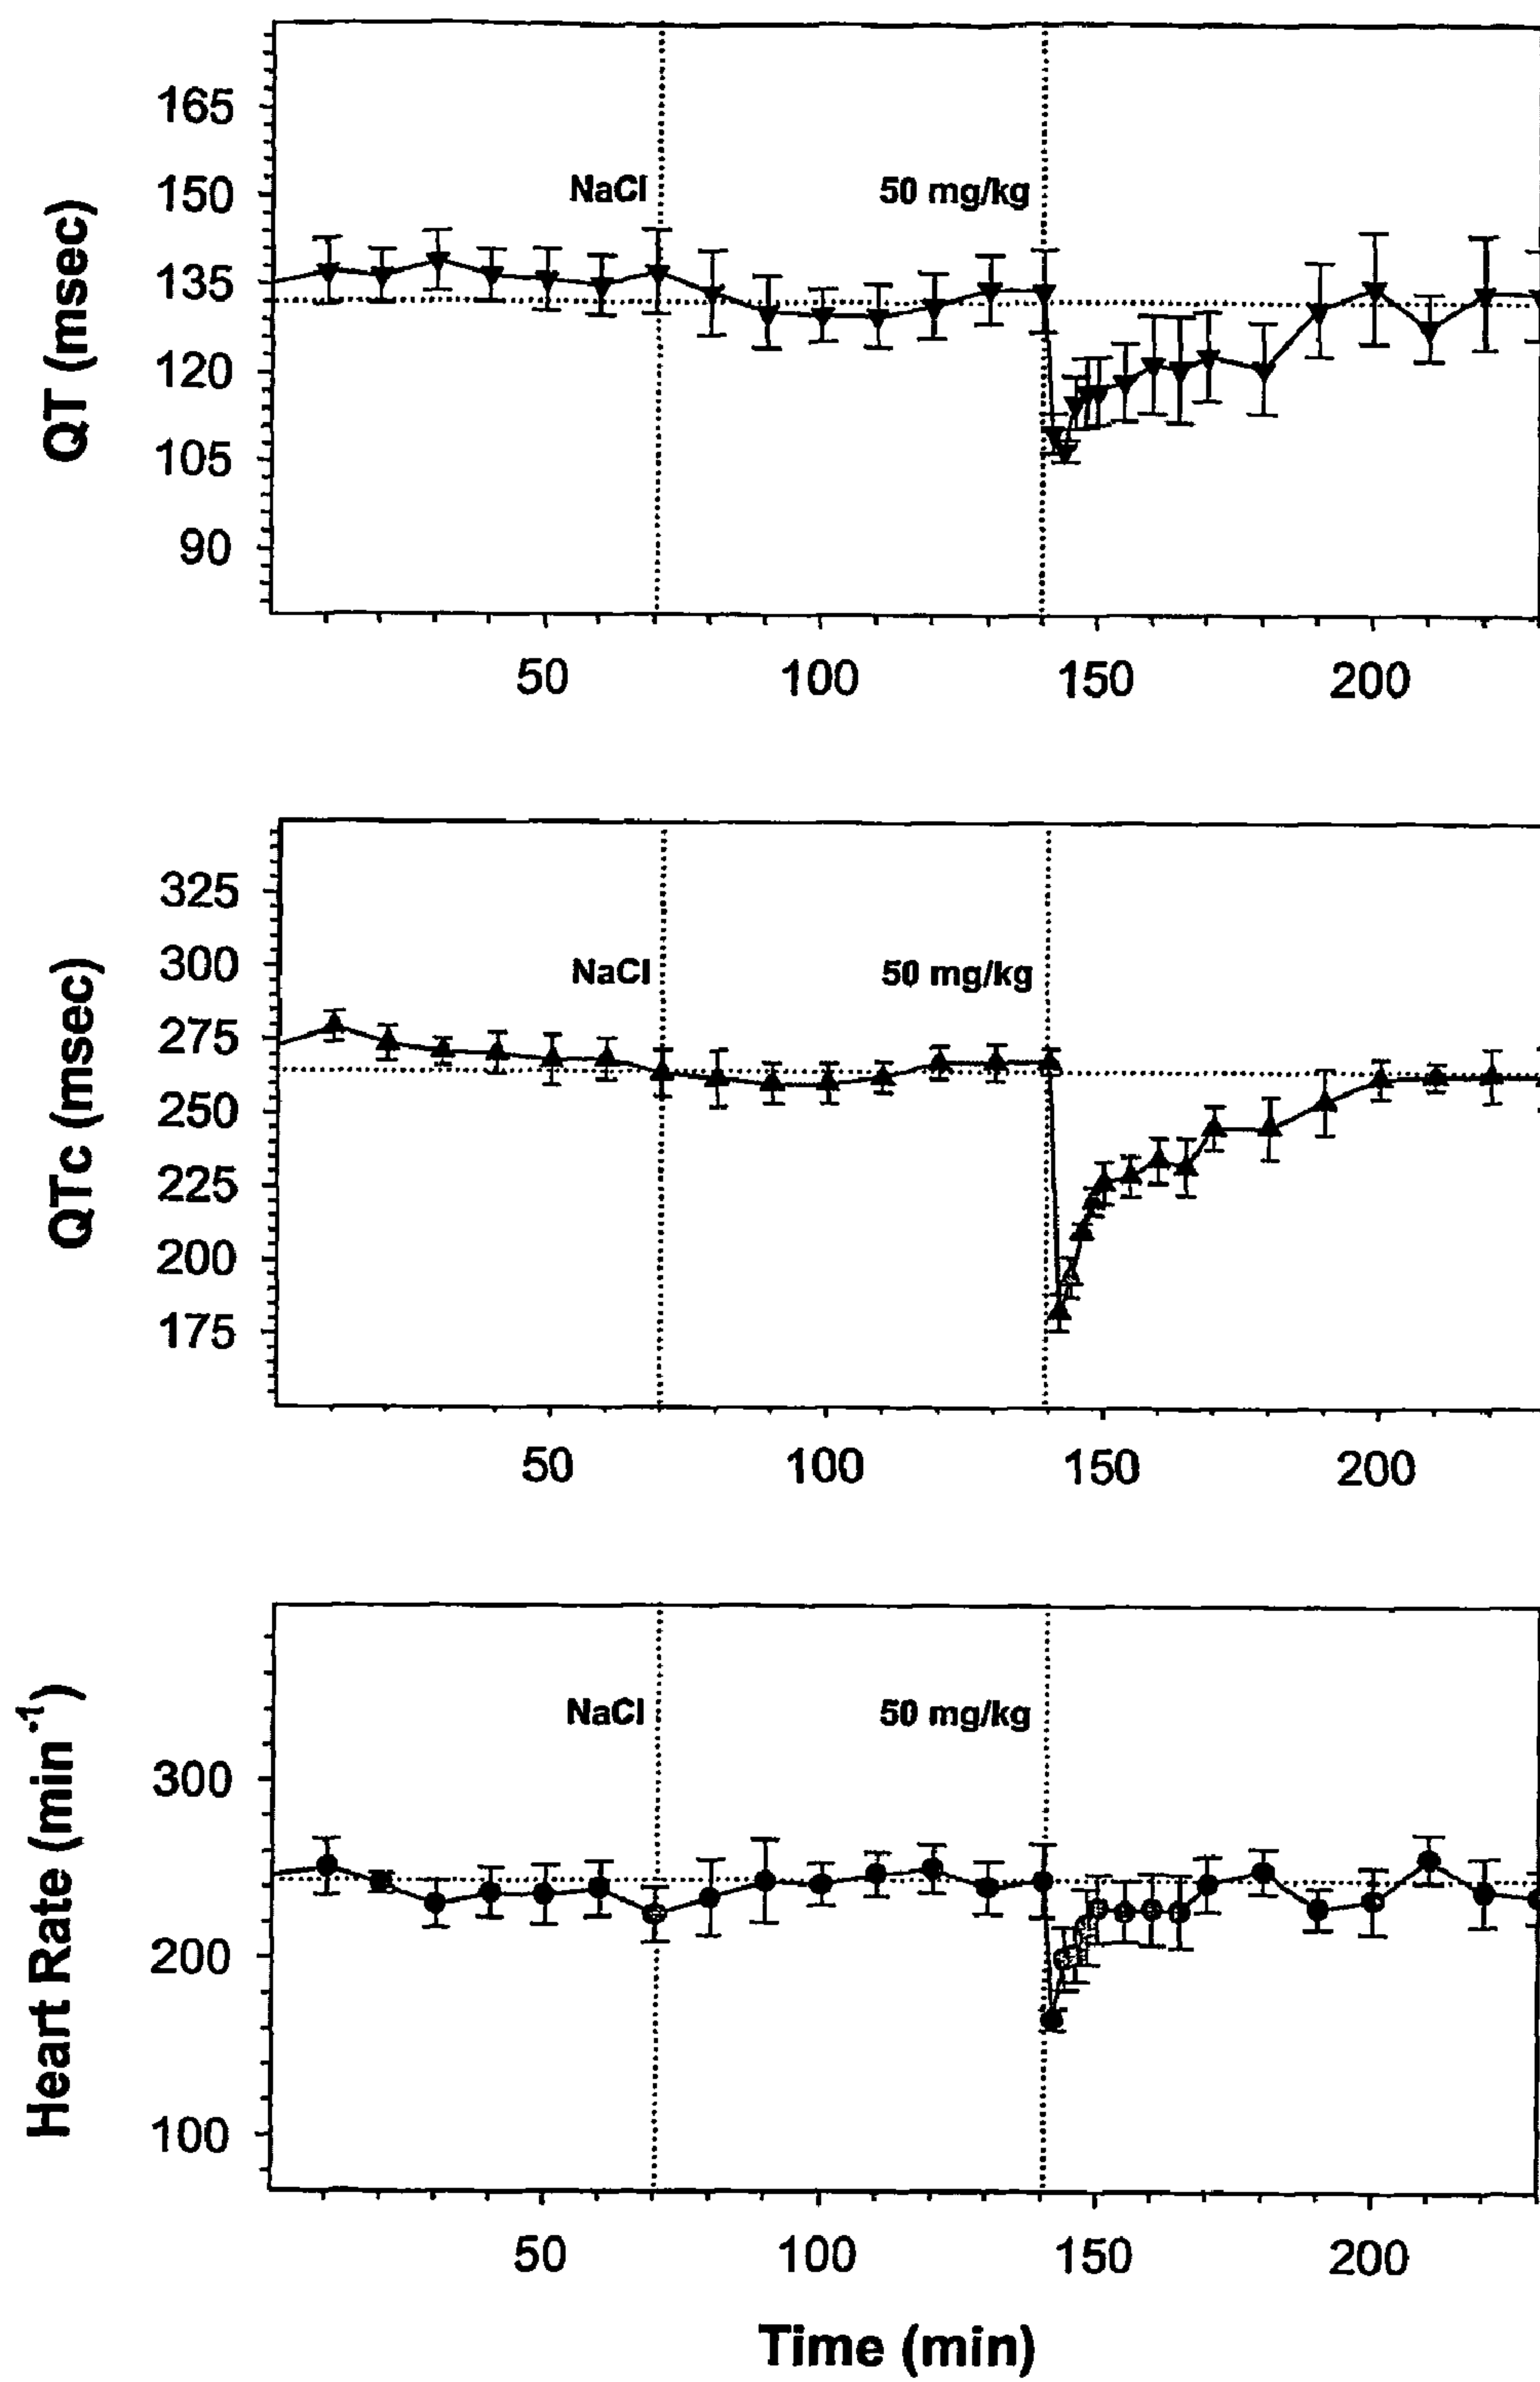 QT (msec)
165
150
135
120
105
90
NaCl
50 mg/kg
50 100 150 200
QTc (msec)
325
300
275
250
225
200
175
NaCl
50 mg/kg
50 100 150 200
Heart Rate (min⁻¹)
300
200
100
NaCl
50 mg/kg
50 100 150 200
Time (min)